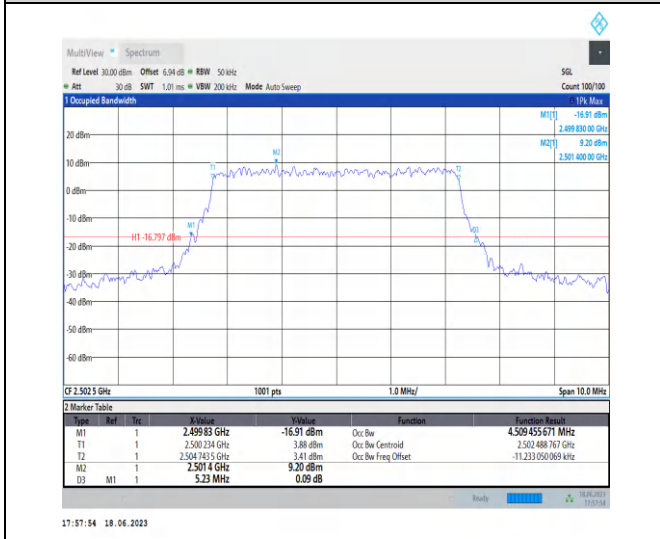 MultiView Spectrum
Ref Level 30.00 dBm Offset 6.94 dB RBW 50 kHz SGL
Att 30 dB SWT 1.01 ms VBW 200 kHz Mode Auto Sweep Count 100/100
1 Occupied Bandwidth 1Pk Max
M1[1] -16.91 dBm
2.499 830 00 GHz
M2[1] 9.20 dBm
2.501 400 00 GHz
20 dBm
10 dBm
0 dBm
-10 dBm
-20 dBm
-30 dBm
-40 dBm
-50 dBm
-60 dBm
T1
M2
T2
M1
D3
H1 -16.797 dBm
CF 2.502 5 GHz 1001 pts 1.0 MHz/ Span 10.0 MHz
2 Marker Table
Type Ref Trc X-Value Y-Value Function Function Result
M1 1 2.499 83 GHz -16.91 dBm Occ Bw 4.509 455 671 MHz
T1 1 2.500 234 GHz 3.88 dBm Occ Bw Centroid 2.502 488 767 GHz
T2 1 2.504 743 5 GHz 3.41 dBm Occ Bw Freq Offset -11.233 050 069 kHz
M2 1 2.501 4 GHz 9.20 dBm
D3 M1 1 5.23 MHz 0.09 dB
Ready 18.06.2023
17:57:54
17:57:54 18.06.2023